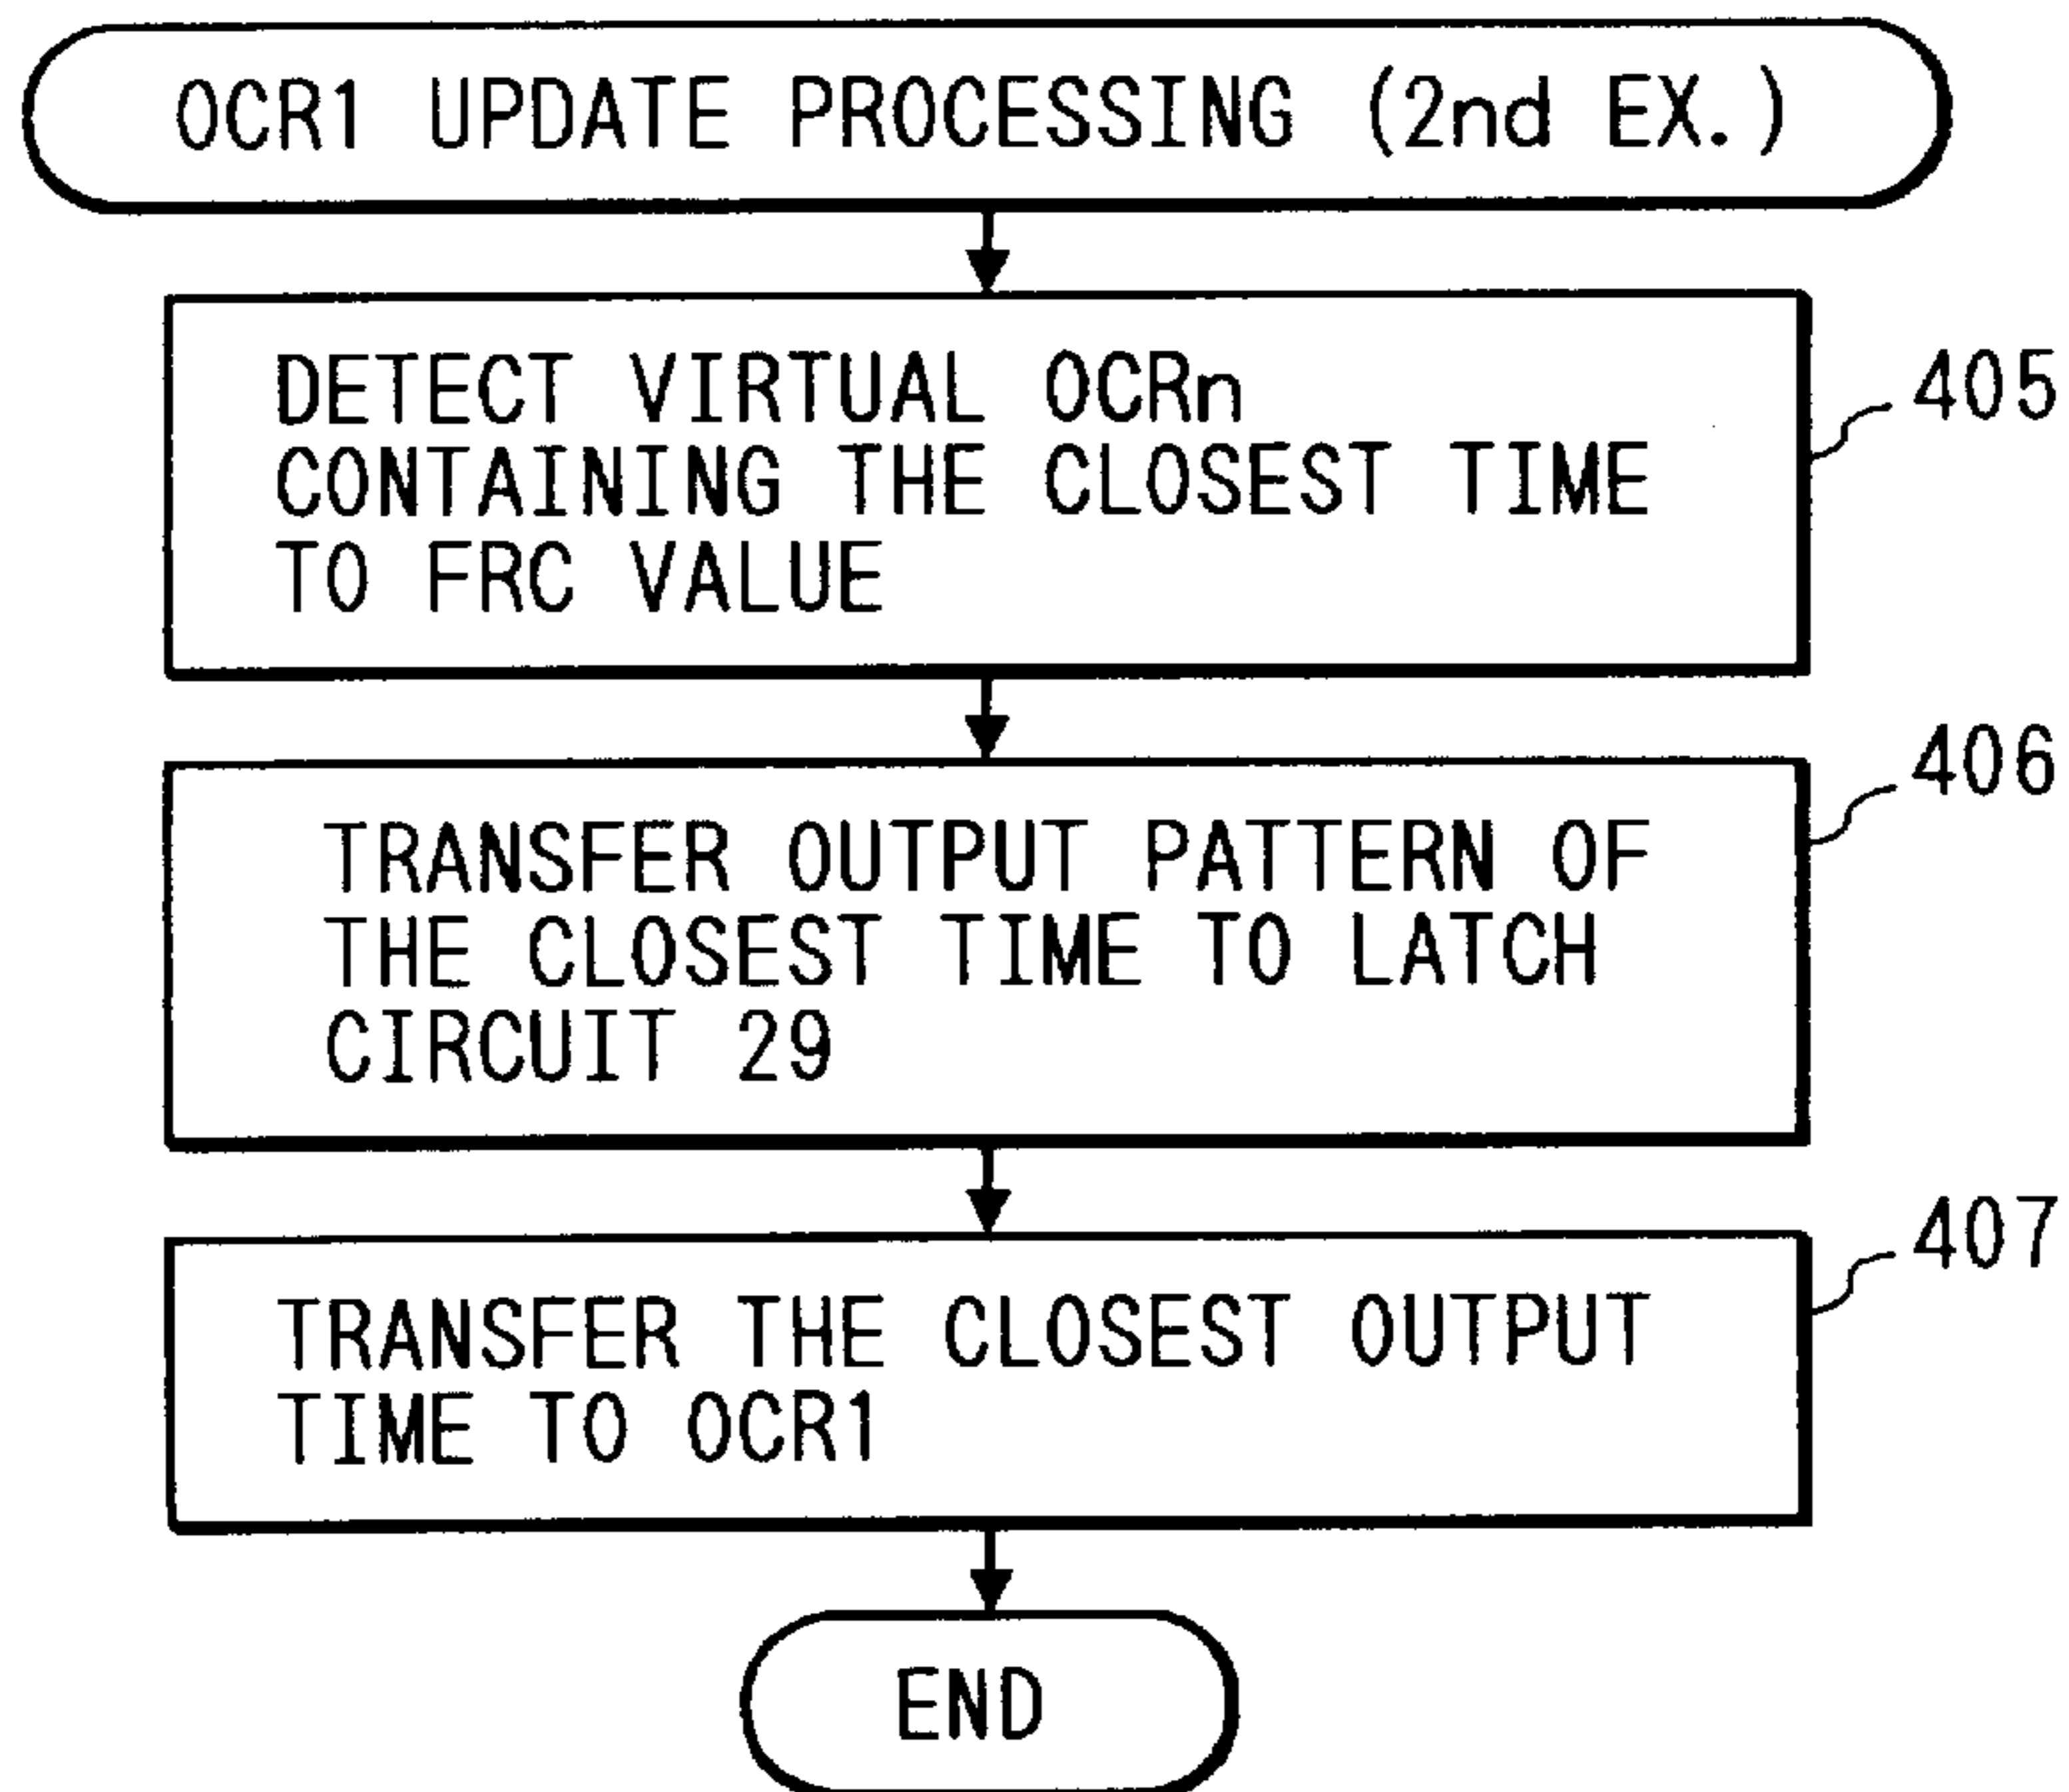 OCR1 UPDATE PROCESSING (2nd EX.)
DETECT VIRTUAL OCRn
CONTAINING THE CLOSEST TIME
TO FRC VALUE
405
TRANSFER OUTPUT PATTERN OF
THE CLOSEST TIME TO LATCH
CIRCUIT 29
406
TRANSFER THE CLOSEST OUTPUT
TIME TO OCR1
407
END